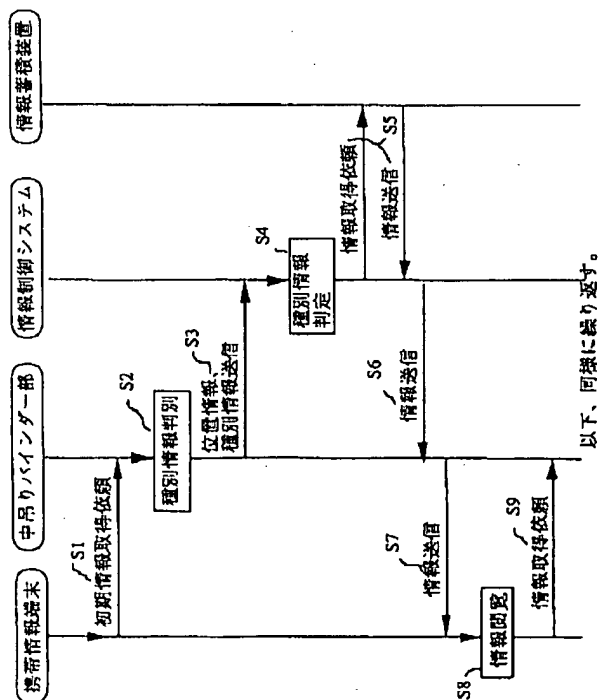 携帯情報端末
中吊りバインダー部
情報制御システム
情報蓄積装置
S1
初期情報取得依頼
S2
種別情報判別
S3
位置情報、
種別情報送信
S4
種別情報
判定
情報取得依頼
S5
情報送信
S6
情報送信
S7
情報送信
S8
情報閲覧
S9
情報取得依頼
以下、同様に繰り返す。